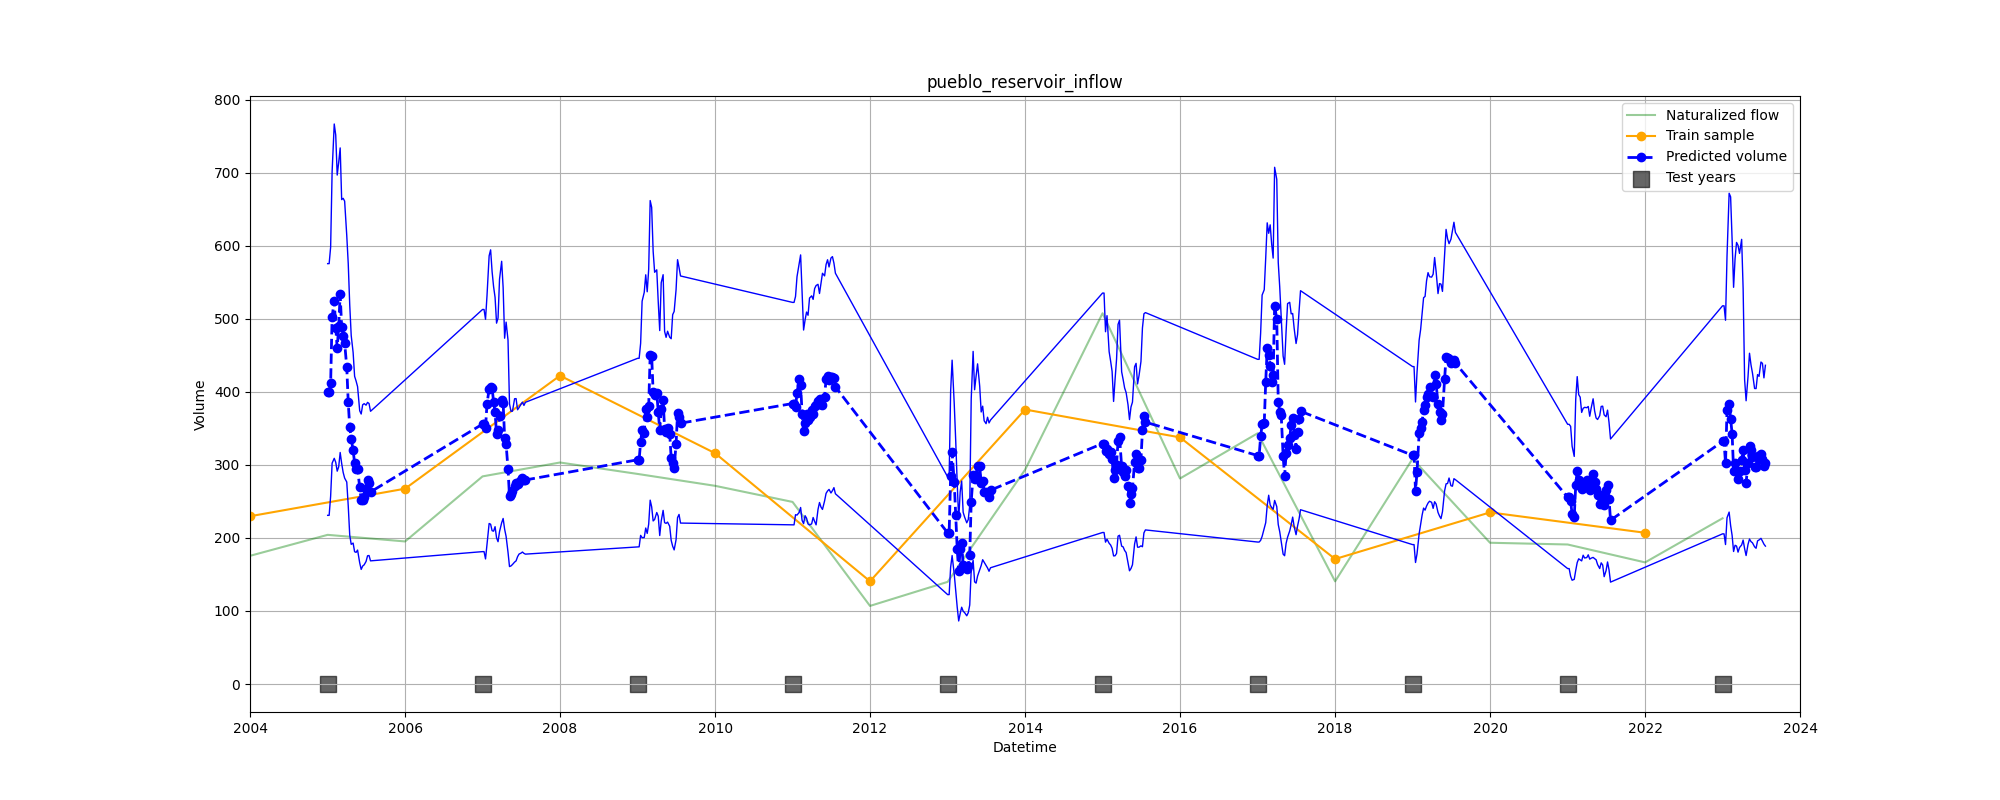 pueblo_reservoir_inflow
800
700
600
500
400
300
200
100
0
Volume
2004 2006 2008 2010 2012 2014 2016 2018 2020 2022 2024
Datetime
Naturalized flow
Train sample
Predicted volume
Test years